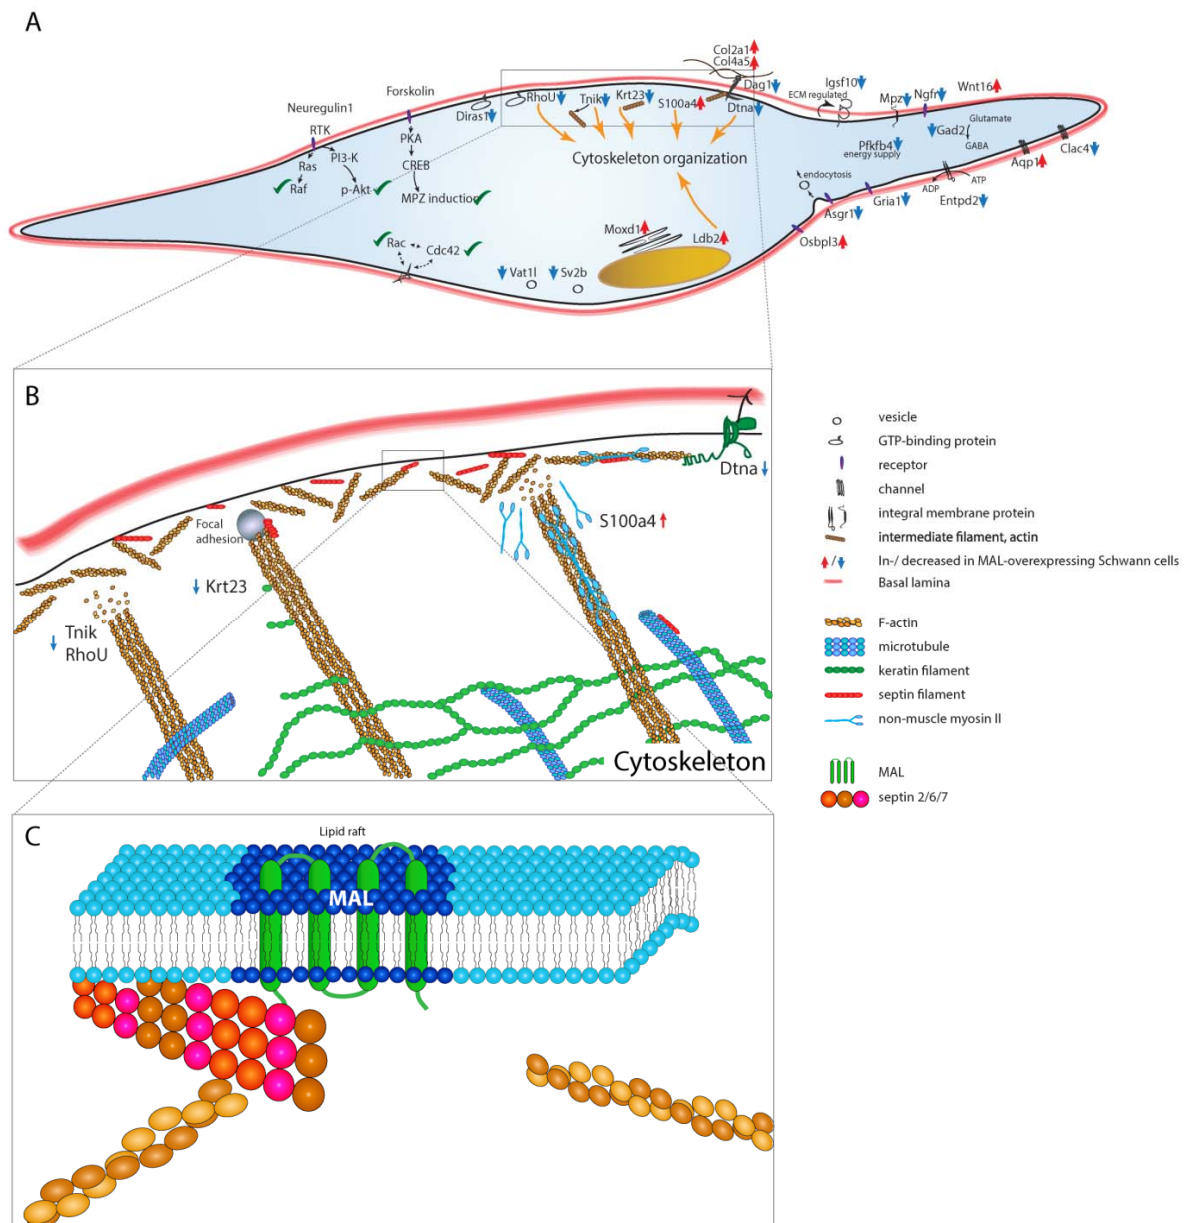 A
Col2a1
Col4a5
Dag1
Igsf10
ECM regulated
Mpz
Ngfr
Wnt16
Forskolin
Neuregulin1
RTK
Diras1
RhoU
Tnik
Krt23
S100a4
Dtna
PKA
CREB
MPZ induction
Ras
Raf
PI3-K
p-Akt
Cytoskeleton organization
Pfkfb4
energy supply
Gad2
Glutamate
GABA
Aqp1
Clac4
endocytosis
ADP
ATP
Entpd2
Gria1
Asgr1
Osbpl3
Moxd1
Ldb2
Rac
Cdc42
Vat1l
Sv2b
B
Dtna
S100a4
Focal
adhesion
Krt23
Tnik
RhoU
Cytoskeleton
vesicle
GTP-binding protein
receptor
channel
integral membrane protein
intermediate filament, actin
/ In-/ decreased in MAL-overexpressing Schwann cells
Basal lamina
F-actin
microtubule
keratin filament
septin filament
non-muscle myosin II
MAL
septin 2/6/7
C
Lipid raft
MAL